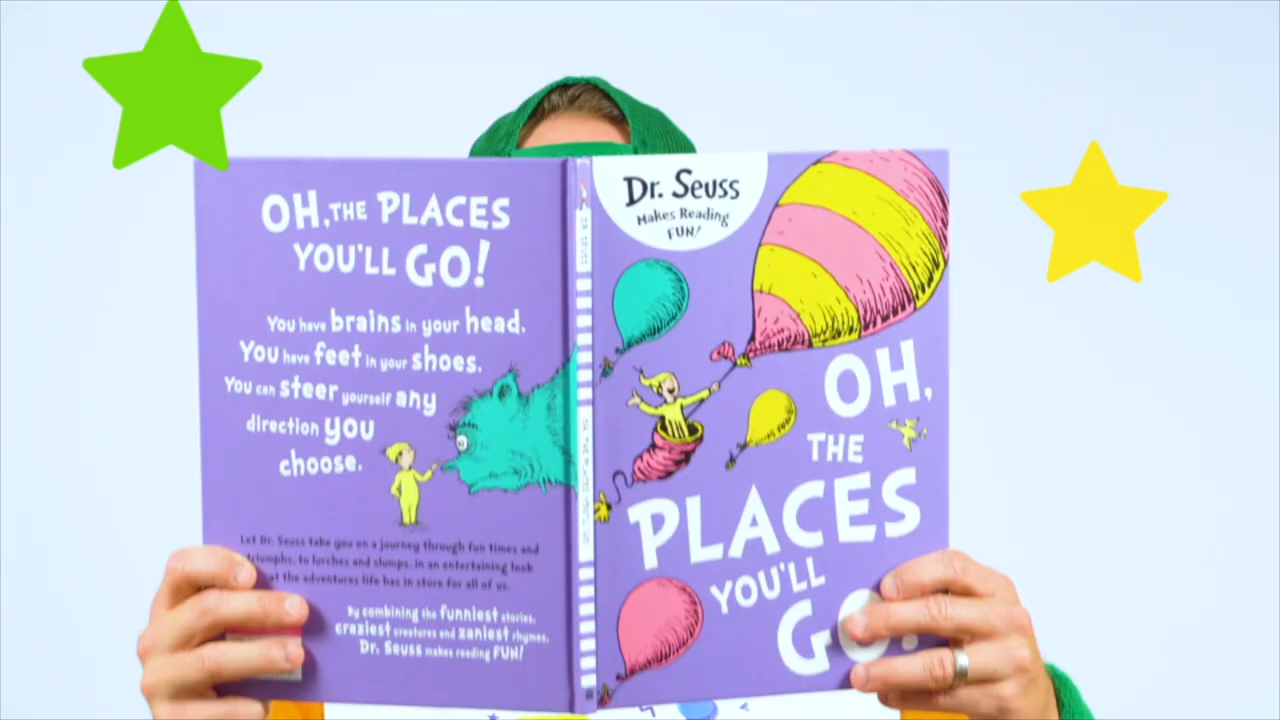 OH, THE PLACES
YOU'LL GO!
You have brains in your head.
You have feet in your shoes.
You can steer yourself any
direction you
choose.
Let Dr. Seuss take you on a journey through fun times and
triumphs, to lurches and slumps, in an entertaining look
at the adventures life has in store for all of us.
By combining the funniest stories,
craziest creatures and zaniest rhymes,
Dr. Seuss makes reading FUN!
DR. SEUSS
Dr. Seuss
Makes Reading
FUN!
OH,
THE
PLACES
YOU'LL
GO!